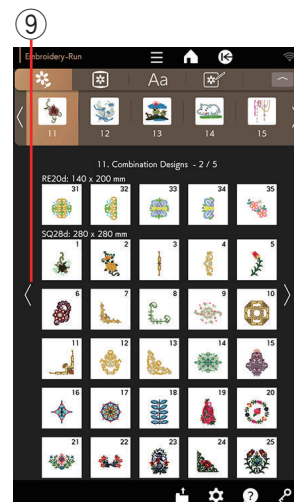 9
Embroidery-Run
Aa
11 12 13 14 15
11. Combination Designs - 2 / 5
RE20d: 140 x 200 mm
31 32 33 34 35
SQ28d: 280 x 280 mm
1 2 3 4 5
6 7 8 9 10
11 12 13 14 15
16 17 18 19 20
21 22 23 24 25
?